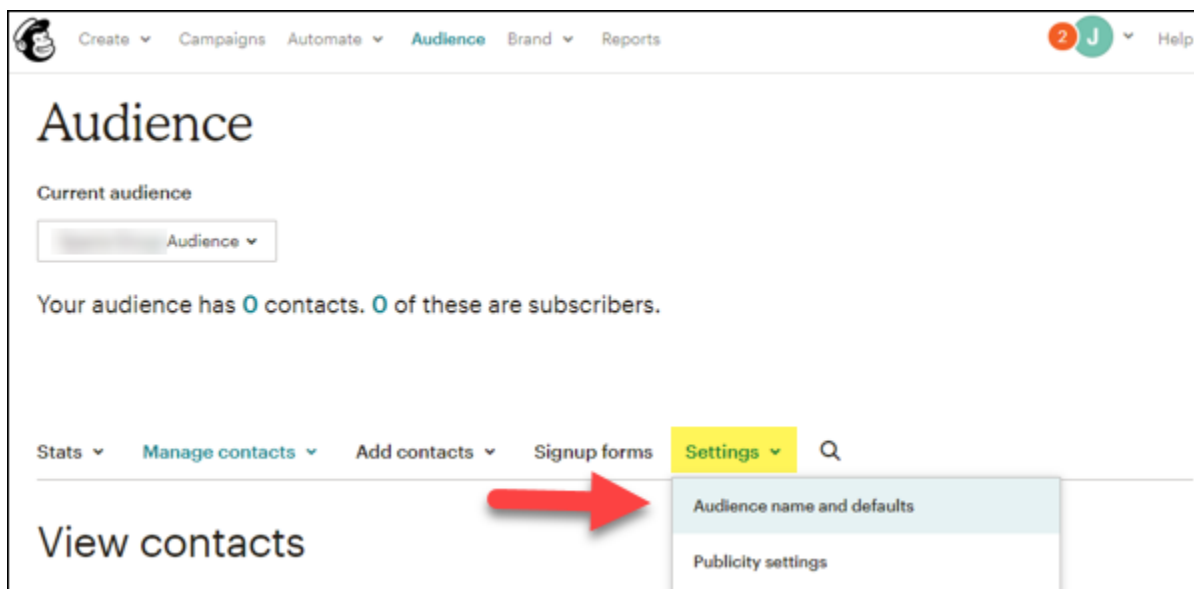 Create Campaigns Automate Audience Brand Reports 2 J Help
Audience
Current audience
Audience
Your audience has 0 contacts. 0 of these are subscribers.
Stats Manage contacts Add contacts Signup forms Settings
Audience name and defaults
View contacts
Publicity settings